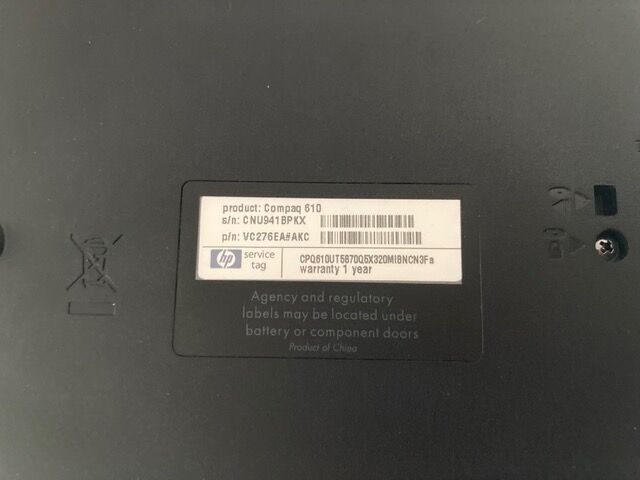 product: Compaq 610
s/n: CNU941BPKX
p/n: VC276EA#AKC
hp service tag
CPQ610UT5870Q5X320MIBNCN3Fa
warranty 1 year
Agency and regulatory
labels may be located under
battery or component doors
Product of China